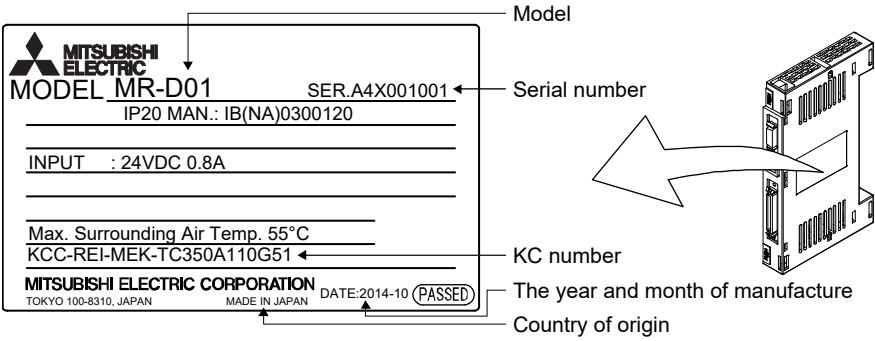 Model
MITSUBISHI
ELECTRIC
MODEL MR-D01 SER.A4X001001
Serial number
IP20 MAN.: IB(NA)0300120
INPUT : 24VDC 0.8A
Max. Surrounding Air Temp. 55°C
KCC-REI-MEK-TC350A110G51
KC number
MITSUBISHI ELECTRIC CORPORATION
TOKYO 100-8310, JAPAN MADE IN JAPAN DATE:2014-10 PASSED
The year and month of manufacture
Country of origin